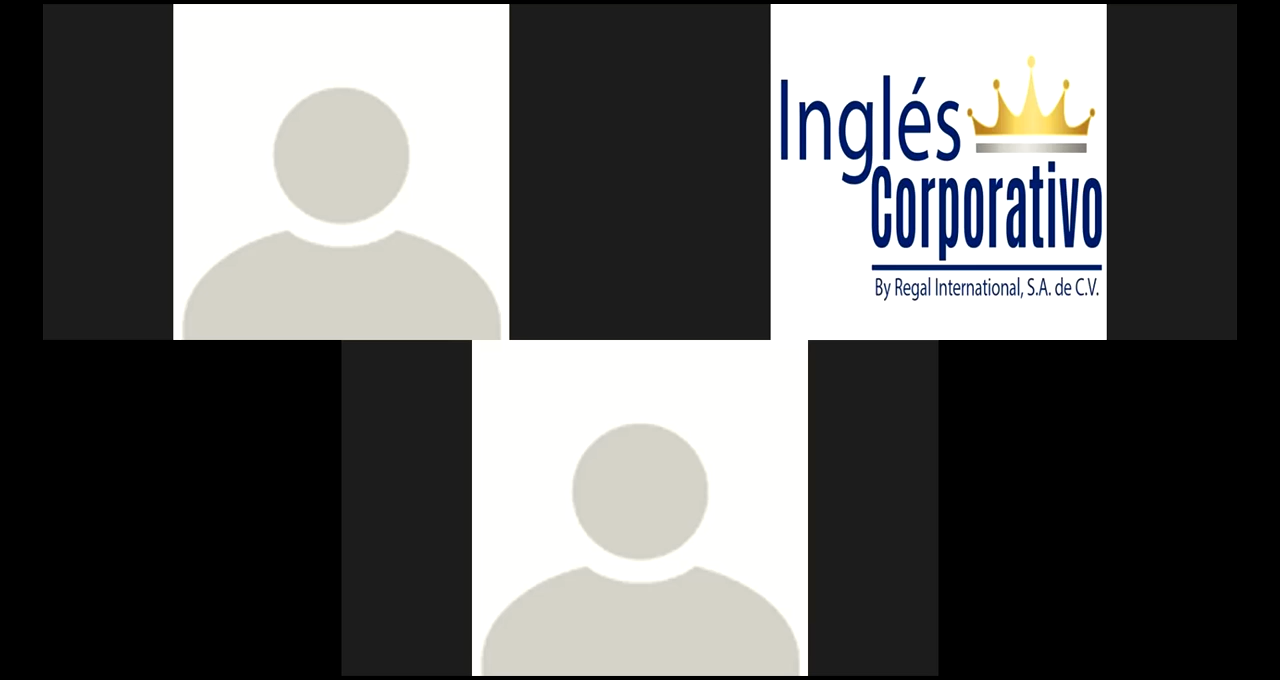 Inglés
Corporativo
By Regal International, S.A. de C.V.